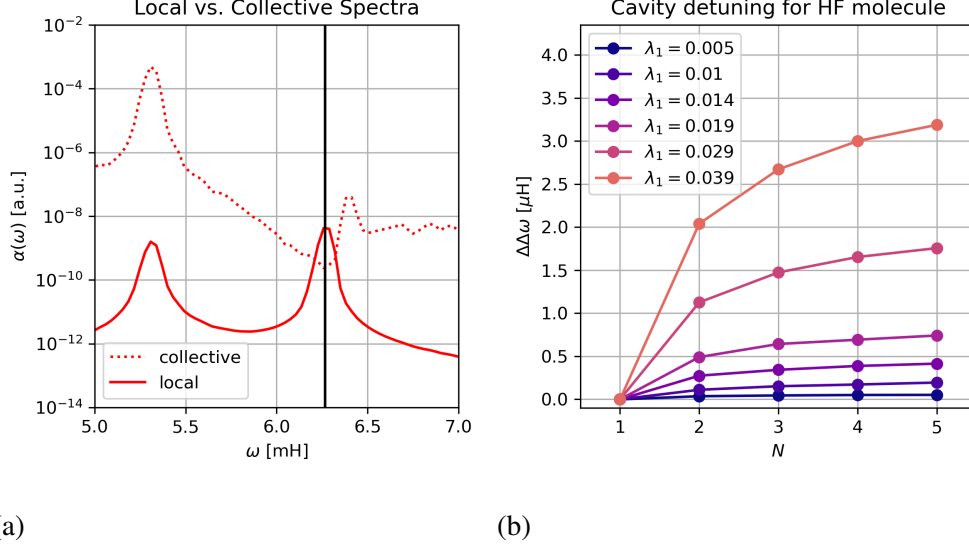 Local vs. Collective Spectra
10⁻²
10⁻⁴
10⁻⁶
10⁻⁸
10⁻¹⁰
10⁻¹²
10⁻¹⁴
α(ω) [a.u.]
collective
local
5.0 5.5 6.0 6.5 7.0
ω [mH]
(a)
Cavity detuning for HF molecule
4.0
3.5
3.0
2.5
2.0
1.5
1.0
0.5
0.0
ΔΔω [μH]
λ₁ = 0.005
λ₁ = 0.01
λ₁ = 0.014
λ₁ = 0.019
λ₁ = 0.029
λ₁ = 0.039
1 2 3 4 5
N
(b)